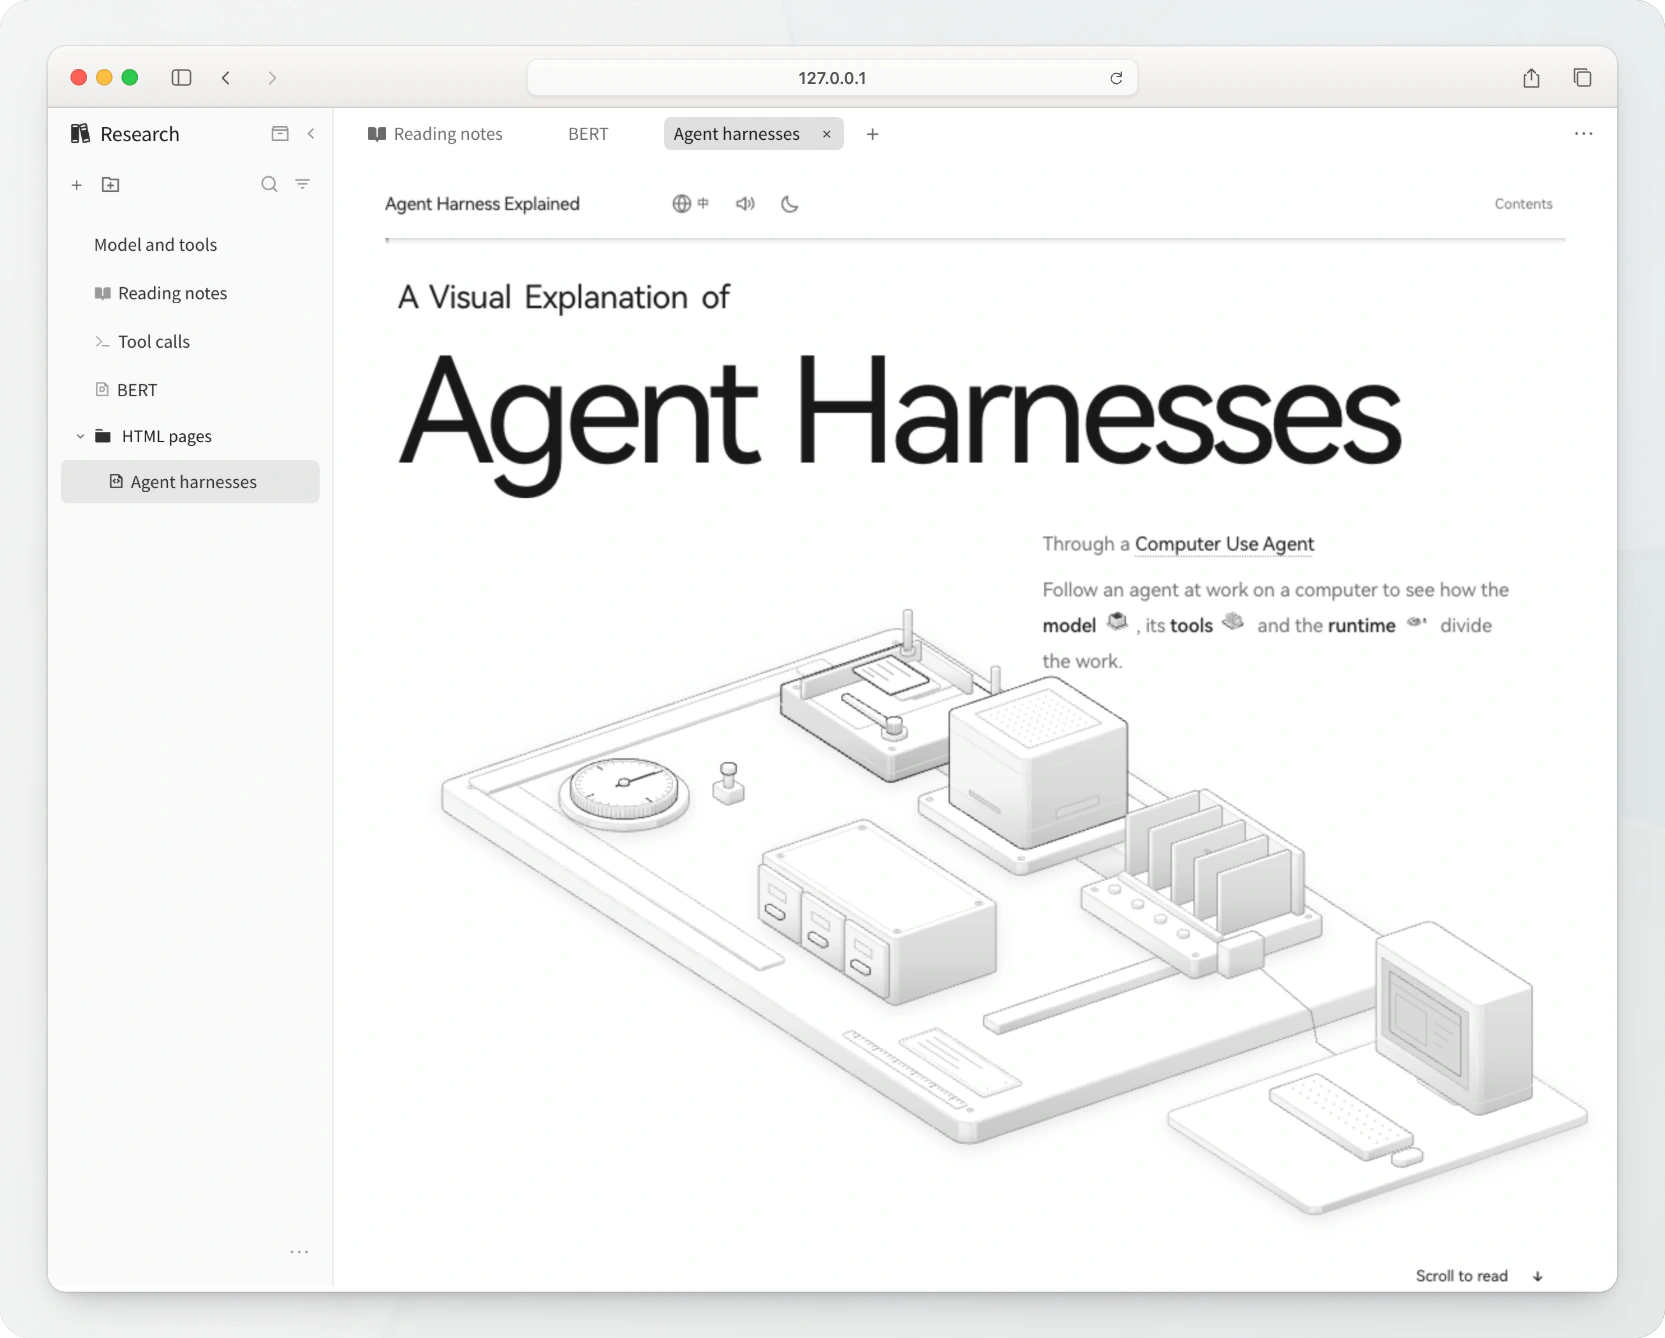 127.0.0.1
Research
Reading notes
BERT
Agent harnesses ×
Model and tools
Reading notes
Tool calls
BERT
HTML pages
Agent harnesses
Agent Harness Explained
中
Contents
A Visual Explanation of
Agent Harnesses
Through a Computer Use Agent
Follow an agent at work on a computer to see how the
model , its tools and the runtime divide
the work.
Scroll to read ↓